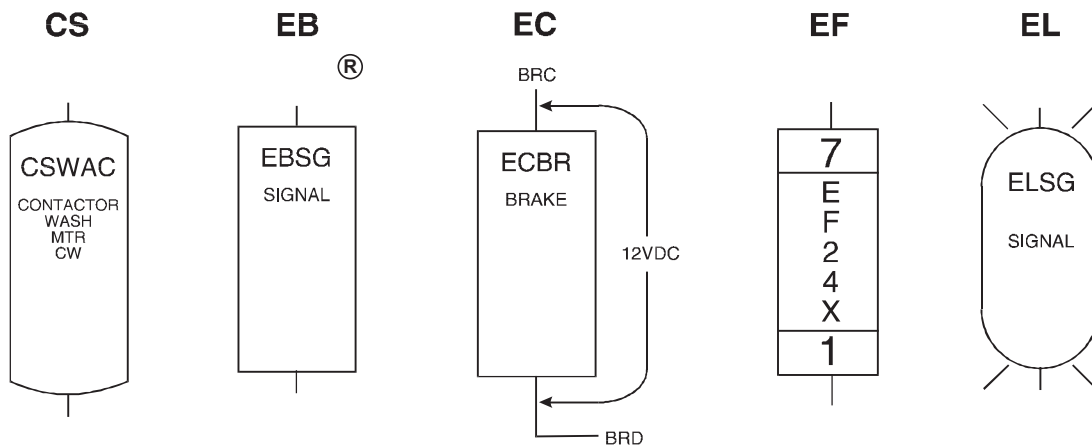 CS
EB
EC
EF
EL
®
BRC
CSWAC
CONTACTOR
WASH
MTR
CW
EBSG
SIGNAL
ECBR
BRAKE
12VDC
BRD
7
E
F
2
4
X
1
ELSG
SIGNAL